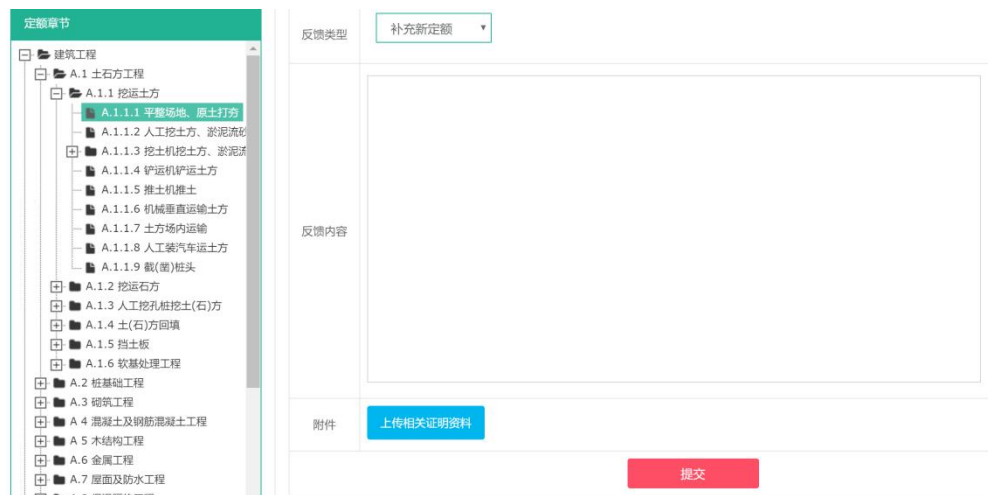 定额章节
建筑工程
A.1 土石方工程
A.1.1 挖运土方
A.1.1.1 平整场地、原土打夯
A.1.1.2 人工挖土方、淤泥流砂
A.1.1.3 挖土机挖土方、淤泥流
A.1.1.4 铲运机铲运土方
A.1.1.5 推土机推土
A.1.1.6 机械垂直运输土方
A.1.1.7 土方场内运输
A.1.1.8 人工装汽车运土方
A.1.1.9 截(凿)桩头
A.1.2 挖运石方
A.1.3 人工挖孔桩挖土(石)方
A.1.4 土(石)方回填
A.1.5 挡土板
A.1.6 软基处理工程
A.2 桩基础工程
A.3 砌筑工程
A 4 混凝土及钢筋混凝土工程
A 5 木结构工程
A.6 金属工程
A.7 屋面及防水工程
反馈类型
补充新定额
反馈内容
附件
上传相关证明资料
提交